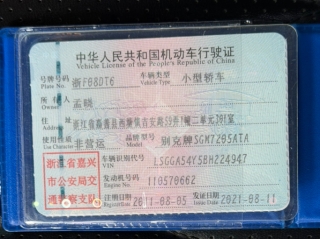 中华人民共和国机动车行驶证
Vehicle License of the People's Republic of China
号牌号码 浙F08DT6 车辆类型 小型轿车
Plate No. Vehicle Type
所有人 孟晓
Owner
住址
Address
使用性质 非营运 品牌型号 别克牌SGM7205ATA
Use Character Model
浙江省嘉兴
市公安局交
通警察支队
车辆识别代号 LSGGA54Y5BH224947
VIN
发动机号码 110570662
Engine No.
注册日期 2011-08-05 发证日期 2021-08-11